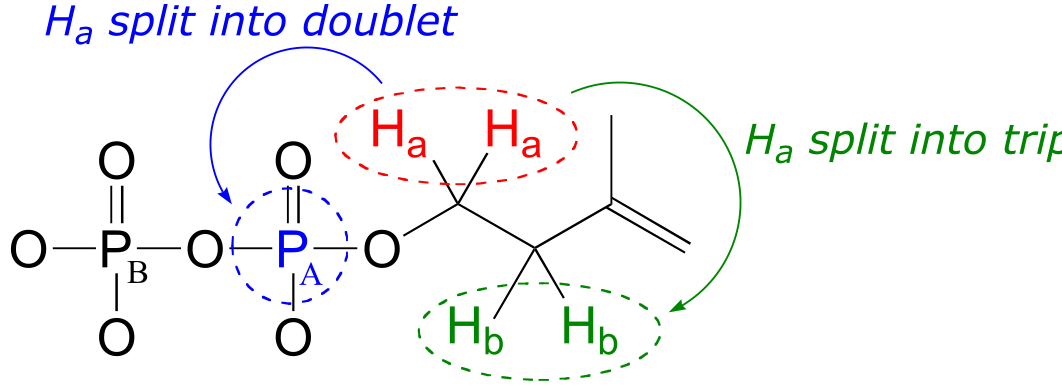 Ha split into doublet
Ha Ha
Ha split into trip
O O
O P O P O
B A
O O
Hb Hb